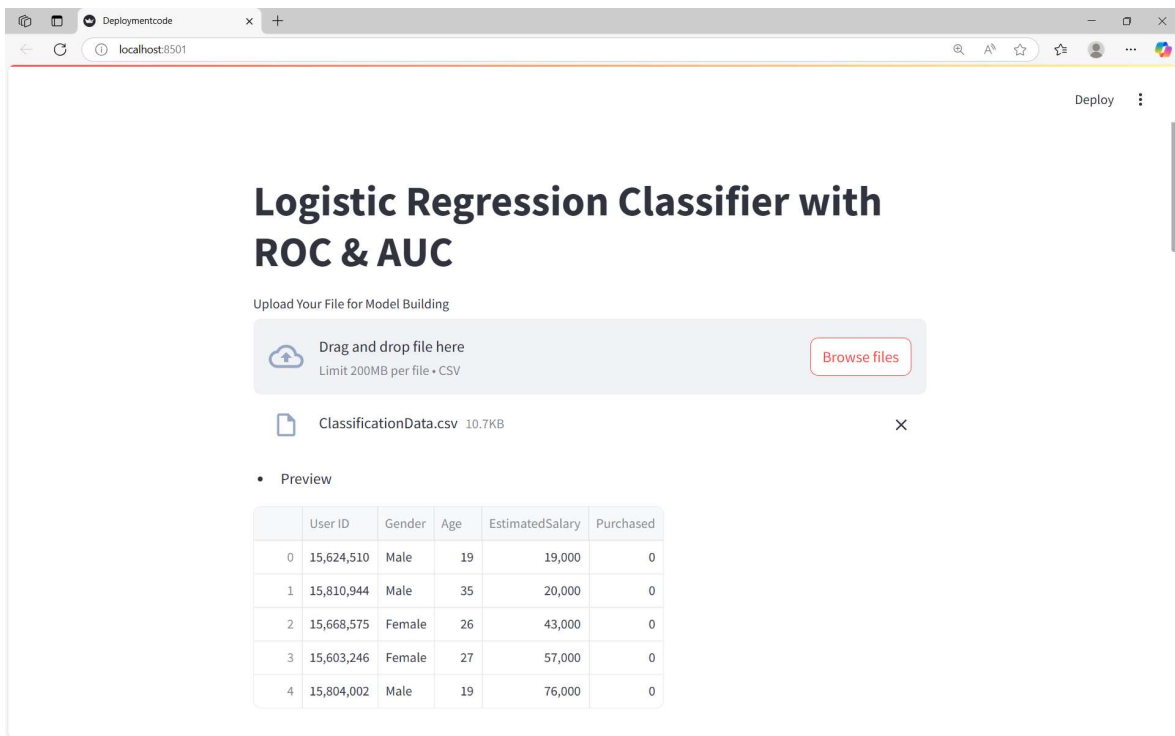 Deploymentcode
localhost:8501
Deploy
Logistic Regression Classifier with
ROC & AUC
Upload Your File for Model Building
Drag and drop file here
Limit 200MB per file • CSV
Browse files
ClassificationData.csv 10.7KB
• Preview
User ID Gender Age EstimatedSalary Purchased
0 15,624,510 Male 19 19,000 0
1 15,810,944 Male 35 20,000 0
2 15,668,575 Female 26 43,000 0
3 15,603,246 Female 27 57,000 0
4 15,804,002 Male 19 76,000 0